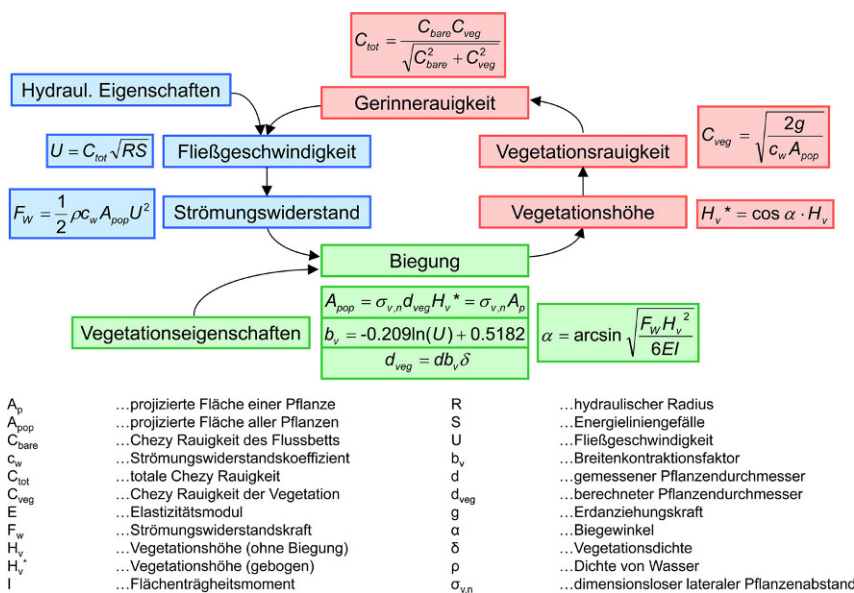 C_tot = C_bare C_veg / √(C²_bare + C²_veg)
Hydraul. Eigenschaften
Gerinnerauigkeit
U = C_tot √RS
Fließgeschwindigkeit
Vegetationsrauigkeit
C_veg = √(2g / (c_w A_pop))
F_W = 1/2 ρc_w A_pop U²
Strömungswiderstand
Vegetationshöhe
H_v* = cos α · H_v
Biegung
Vegetationseigenschaften
A_pop = σ_v,n d_veg H_v* = σ_v,n A_p
b_v = -0.209ln(U) + 0.5182
d_veg = db_v δ
α = arcsin √(F_W H_v² / 6EI)
A_p …projizierte Fläche einer Pflanze
A_pop …projizierte Fläche aller Pflanzen
C_bare …Chezy Rauigkeit des Flussbetts
c_w …Strömungswiderstandskoeffizient
C_tot …totale Chezy Rauigkeit
C_veg …Chezy Rauigkeit der Vegetation
E …Elastizitätsmodul
F_w …Strömungswiderstandskraft
H_v …Vegetationshöhe (ohne Biegung)
H_v* …Vegetationshöhe (gebogen)
I …Flächenträgheitsmoment
R …hydraulischer Radius
S …Energieliniengefälle
U …Fließgeschwindigkeit
b_v …Breitenkontraktionsfaktor
d …gemessener Pflanzendurchmesser
d_veg …berechneter Pflanzendurchmesser
g …Erdanziehungskraft
α …Biegewinkel
δ …Vegetationsdichte
ρ …Dichte von Wasser
σ_v,n …dimensionsloser lateraler Pflanzenabstand